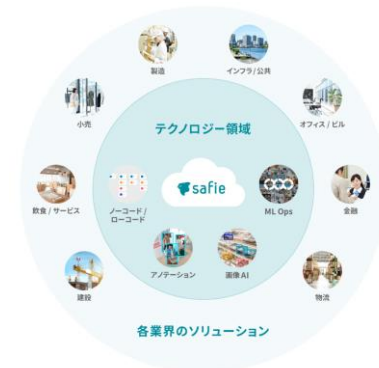 製造
インフラ/公共
小売
オフィス / ビル
テクノロジー領域
safie
飲食 / サービス
ノーコード /
ローコード
ML Ops
金融
アノテーション
画像 AI
建設
物流
各業界のソリューション